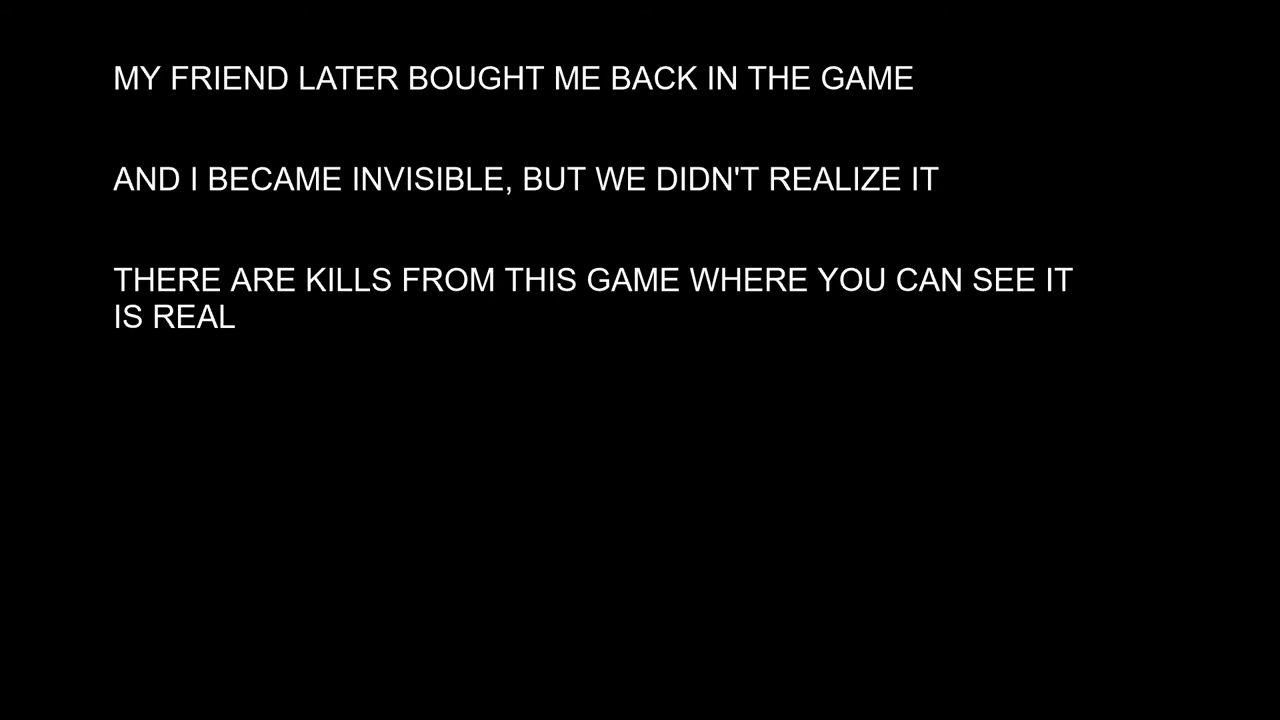 MY FRIEND LATER BOUGHT ME BACK IN THE GAME
AND I BECAME INVISIBLE, BUT WE DIDN'T REALIZE IT
THERE ARE KILLS FROM THIS GAME WHERE YOU CAN SEE IT
IS REAL